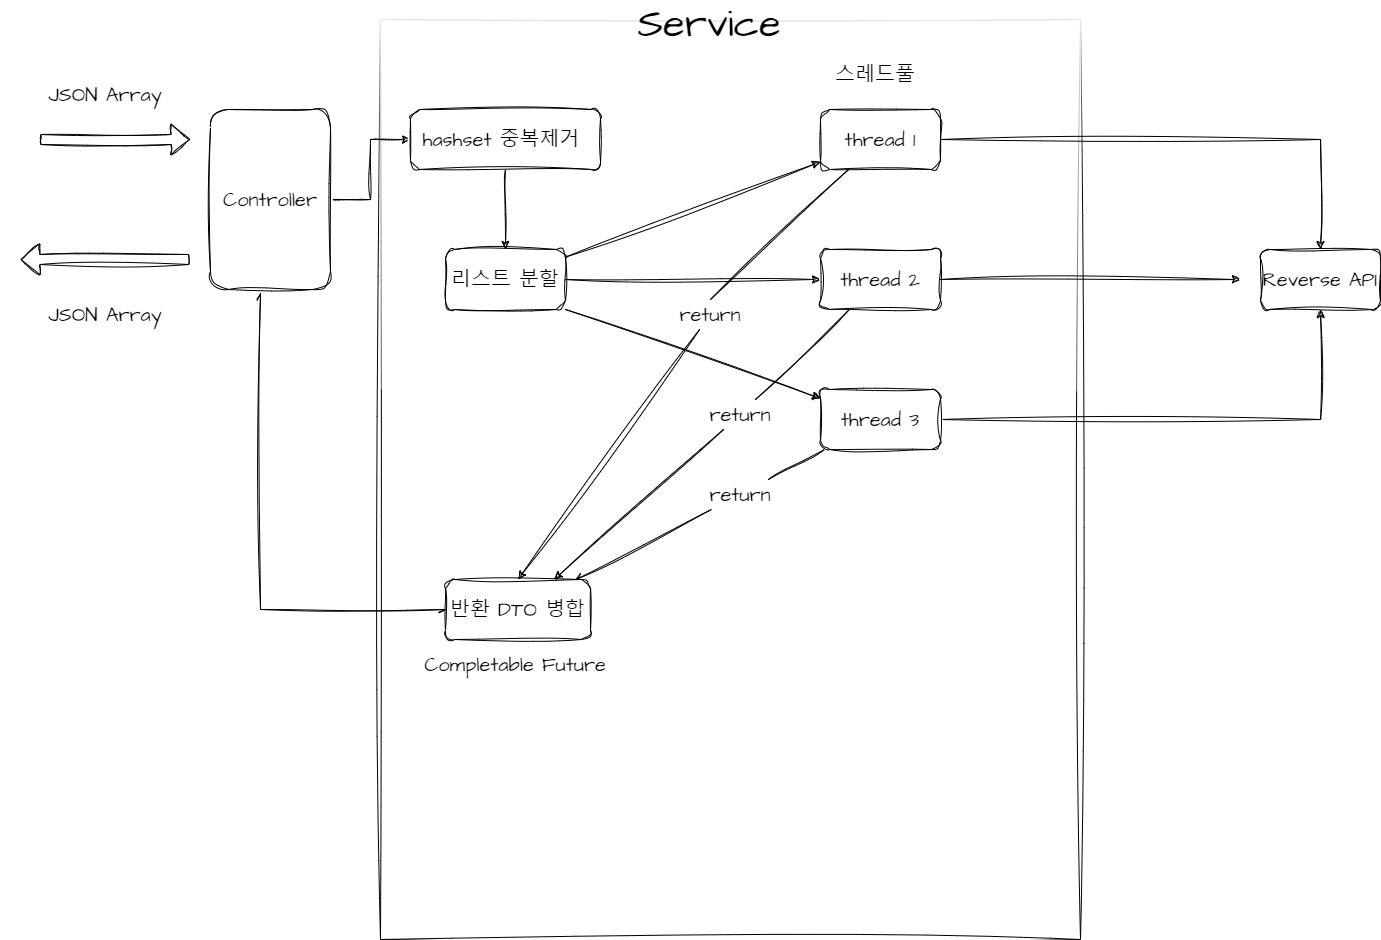 Service
스레드풀
JSON Array
hashset 중복제거
thread 1
Controller
리스트 분할
thread 2
Reverse API
JSON Array
return
return
thread 3
return
반환 DTO 병합
Completable Future